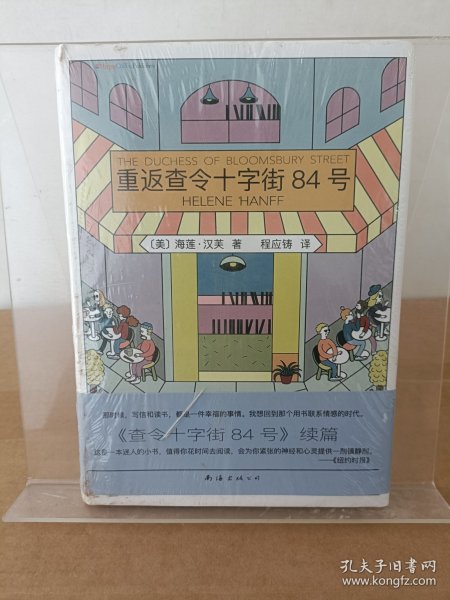 THE DUCHESS OF BLOOMSBURY STREET
重返查令十字街 84 号
HELENE HANFF
〔美〕海莲·汉芙 著 程应铸 译
那时候，写信和读书，都是一件幸福的事情。我想回到那个用书联系情感的时代。
《查令十字街 84 号》续篇
这是一本迷人的小书，值得你花时间去阅读，会为你紧张的神经和心灵提供一剂镇静剂。
——《纽约时报》
南海出版公司
孔夫子旧书网
www.kongfz.com